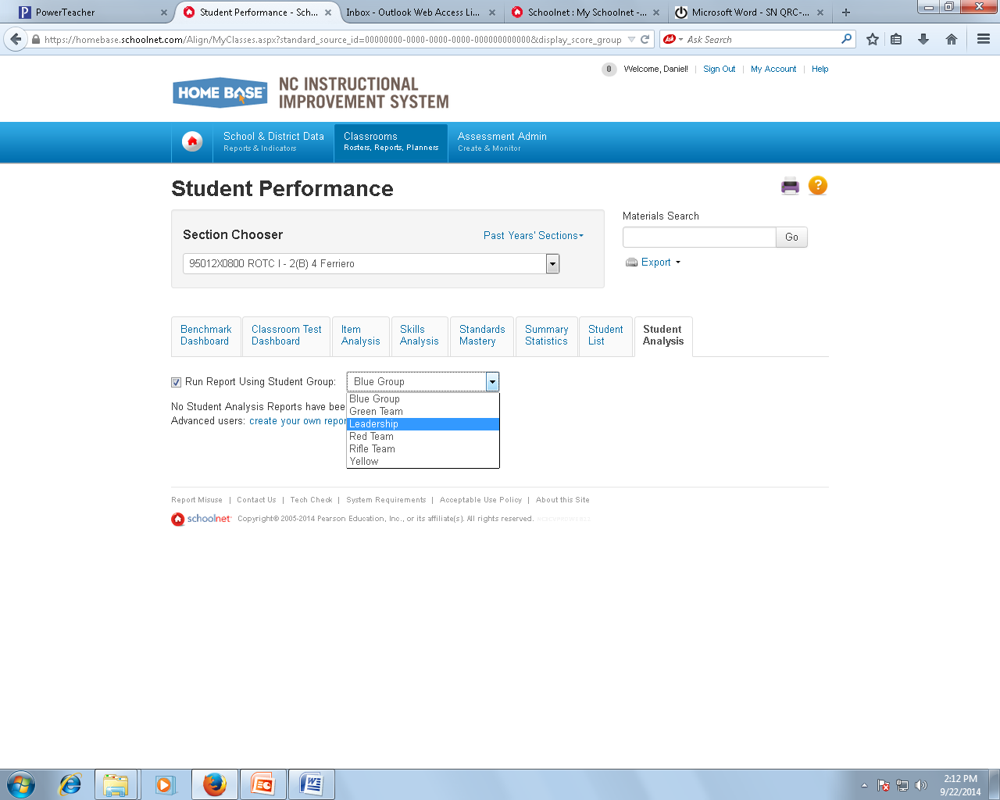 PowerTeacher
Student Performance - Sch...
Inbox - Outlook Web Access Li...
Schoolnet : My Schoolnet -...
Microsoft Word - SN QRC-...
https://homebase.schoolnet.com/Align/MyClasses.aspx?standard_source_id=00000000-0000-0000-0000-000000000000&display_score_group
Ask
Ask Search
0 Welcome, Daniel! | Sign Out | My Account | Help
HOME BASE
NC INSTRUCTIONAL
IMPROVEMENT SYSTEM
School & District Data
Reports & Indicators
Classrooms
Rosters, Reports, Planners
Assessment Admin
Create & Monitor
Student Performance
?
Section Chooser
Past Years' Sections
95012X0800 ROTC I - 2(B) 4 Ferriero
Materials Search
Go
Export
Benchmark
Dashboard
Classroom Test
Dashboard
Item
Analysis
Skills
Analysis
Standards
Mastery
Summary
Statistics
Student
List
Student
Analysis
Run Report Using Student Group:
Blue Group
Blue Group
Green Team
Leadership
Red Team
Rifle Team
Yellow
No Student Analysis Reports have bee
Advanced users: create your own repor
Report Misuse | Contact Us | Tech Check | System Requirements | Acceptable Use Policy | About this Site
schoolnet Copyright© 2005-2014 Pearson Education, Inc., or its affiliate(s). All rights reserved.
2:12 PM
9/22/2014